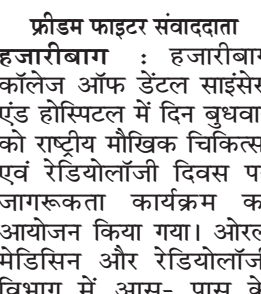 फ्रीडम फाइटर संवाददाता
हजारीबाग : हजारीबाग
कॉलेज ऑफ डेंटल साइंसेस
एंड होस्पिटल में दिन बुधवा
को राष्ट्रीय मौखिक चिकित्स
एवं रेडियोलॉजी दिवस प
जागरूकता कार्यक्रम क
आयोजन किया गया। ओरल
मेडिसिन और रेडियोलॉजी
विभाग में आस- पास के